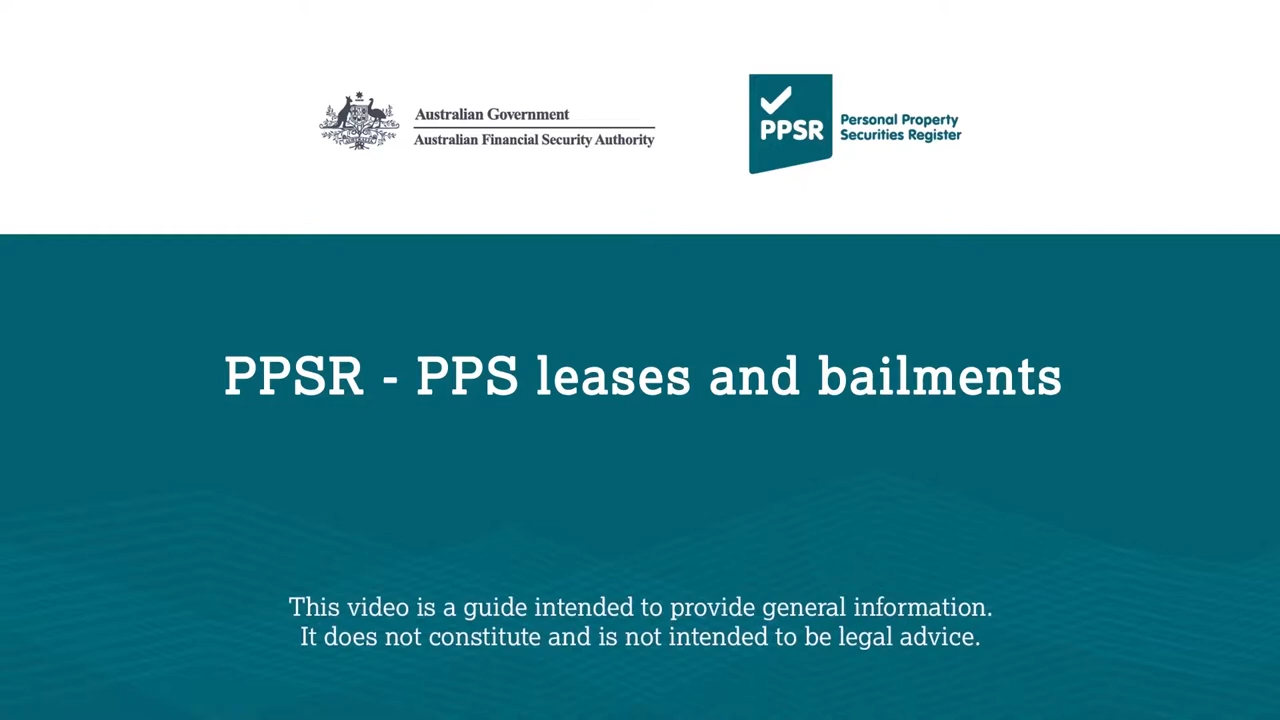 Australian Government
Australian Financial Security Authority
PPSR
Personal Property
Securities Register
PPSR - PPS leases and bailments
This video is a guide intended to provide general information.
It does not constitute and is not intended to be legal advice.